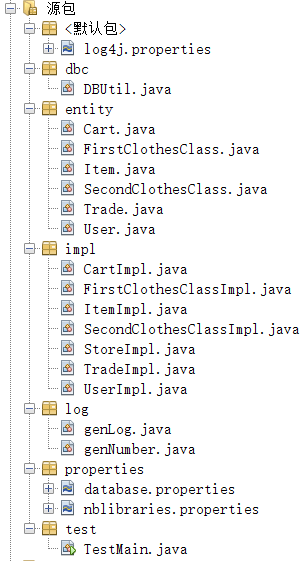 源包
<默认包>
log4j.properties
dbc
DBUtil.java
entity
Cart.java
FirstClothesClass.java
Item.java
SecondClothesClass.java
Trade.java
User.java
impl
CartImpl.java
FirstClothesClassImpl.java
ItemImpl.java
SecondClothesClassImpl.java
StoreImpl.java
TradeImpl.java
UserImpl.java
log
genLog.java
genNumber.java
properties
database.properties
nblibraries.properties
test
TestMain.java